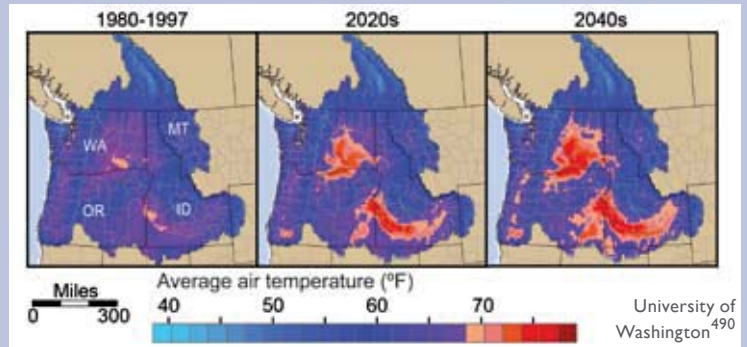 1980-1997 2020s 2040s
WA MT
OR ID
Average air temperature (ºF)
Miles
0 300
40 50 60 70
University of
Washington490